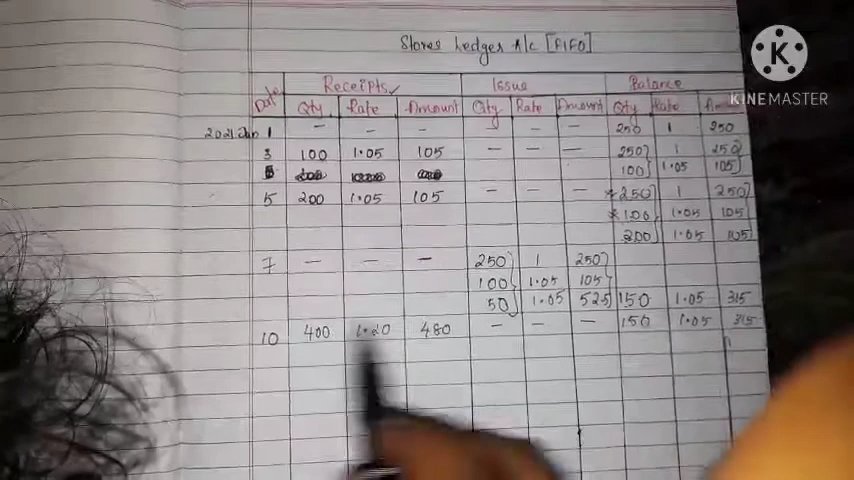 Stores Ledger A/c [FIFO]
KINEMASTER
Receipts Issue Balance
Date Qty Rate Amount Qty Rate Amount Qty Rate
2021 Jan 1 - - - - - - 250 1 250
3 100 1.05 105 - - - 250 1 250
100 1.05 105
5 200 1.05 105 - - - 250 1 250
100 1.05 105
200 1.05 105
7 - - - 250 1 250
100 1.05 105
50 1.05 525 150 1.05 315
10 400 1.20 480 - - - 150 1.05 315